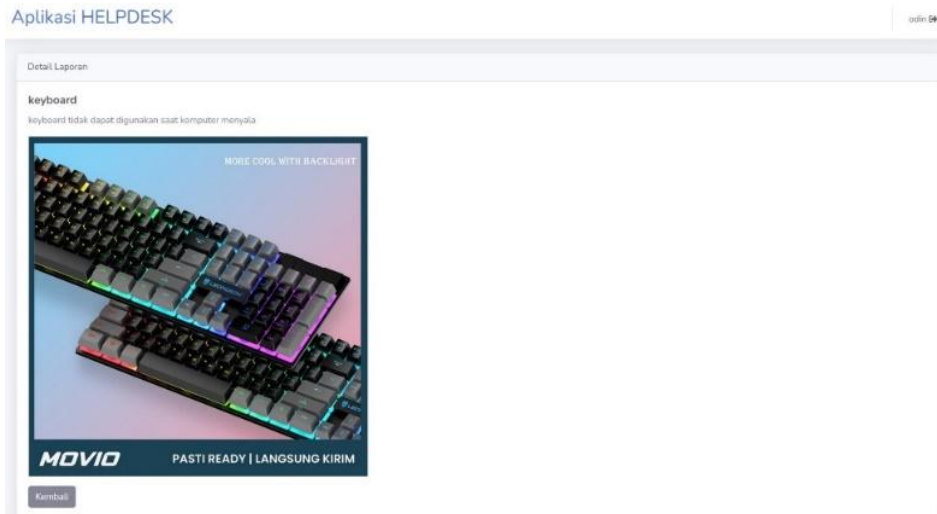 Aplikasi HELPDESK
odin
Detail Laporan
keyboard
keyboard tidak dapat digunakan saat komputer menyala
MORE COOL WITH BACKLIGHT
MOVIO
PASTI READY | LANGSUNG KIRIM
Kembali